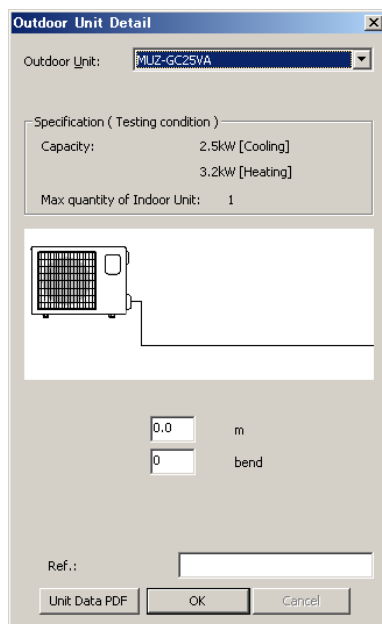 Outdoor Unit Detail
Outdoor Unit: MUZ-GC25VA
Specification ( Testing condition )
Capacity: 2.5kW [Cooling]
3.2kW [Heating]
Max quantity of Indoor Unit: 1
0.0 m
0 bend
Ref.:
Unit Data PDF OK Cancel